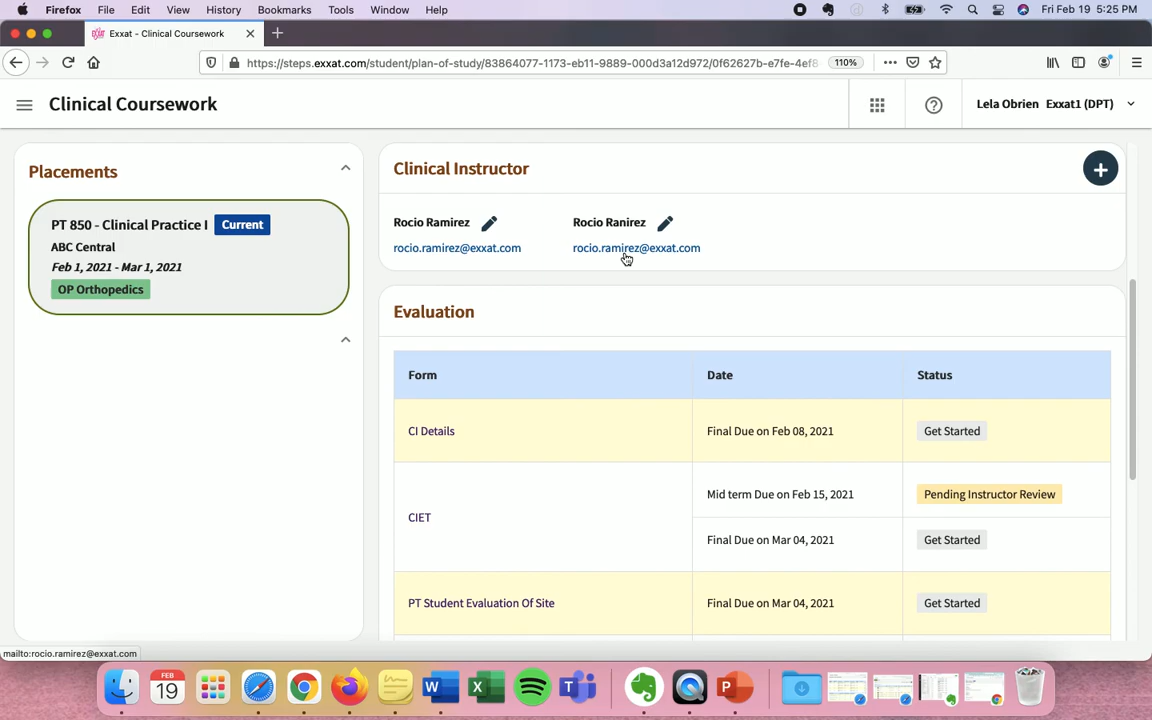 Firefox File Edit View History Bookmarks Tools Window Help Fri Feb 19 5:25 PM
Exxat - Clinical Coursework
https://steps.exxat.com/student/plan-of-study/83864077-1173-eb11-9889-000d3a12d972/0f62627b-e7fe-4ef8 110%
Clinical Coursework
Lela Obrien Exxat1 (DPT)
Placements
PT 850 - Clinical Practice I Current
ABC Central
Feb 1, 2021 - Mar 1, 2021
OP Orthopedics
Clinical Instructor
Rocio Ramirez Rocio Ranirez
rocio.ramirez@exxat.com rocio.ramirez@exxat.com
Evaluation
Form Date Status
CI Details Final Due on Feb 08, 2021 Get Started
CIET Mid term Due on Feb 15, 2021 Pending Instructor Review
Final Due on Mar 04, 2021 Get Started
PT Student Evaluation Of Site Final Due on Mar 04, 2021 Get Started
mailto:rocio.ramirez@exxat.com
FEB
19